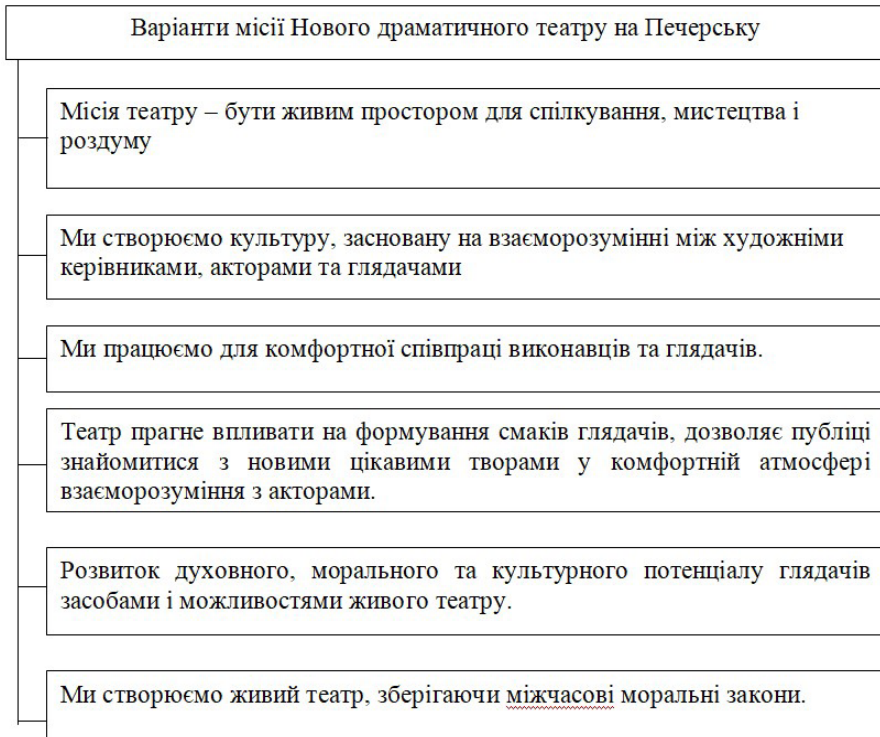 Варіанти місії Нового драматичного театру на Печерську
Місія театру – бути живим простором для спілкування, мистецтва і
роздуму
Ми створюємо культуру, засновану на взаєморозумінні між художніми
керівниками, акторами та глядачами
Ми працюємо для комфортної співпраці виконавців та глядачів.
Театр прагне впливати на формування смаків глядачів, дозволяє публіці
знайомитися з новими цікавими творами у комфортній атмосфері
взаєморозуміння з акторами.
Розвиток духовного, морального та культурного потенціалу глядачів
засобами і можливостями живого театру.
Ми створюємо живий театр, зберігаючи міжчасові моральні закони.